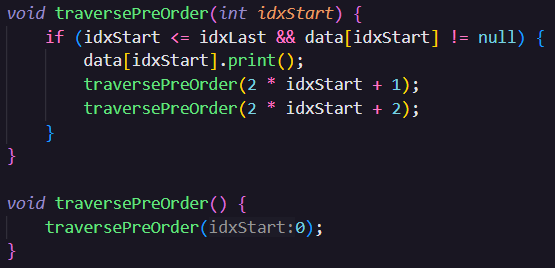 void traversePreOrder(int idxStart) {
    if (idxStart <= idxLast && data[idxStart] != null) {
        data[idxStart].print();
        traversePreOrder(2 * idxStart + 1);
        traversePreOrder(2 * idxStart + 2);
    }
}

void traversePreOrder() {
    traversePreOrder(idxStart:0);
}